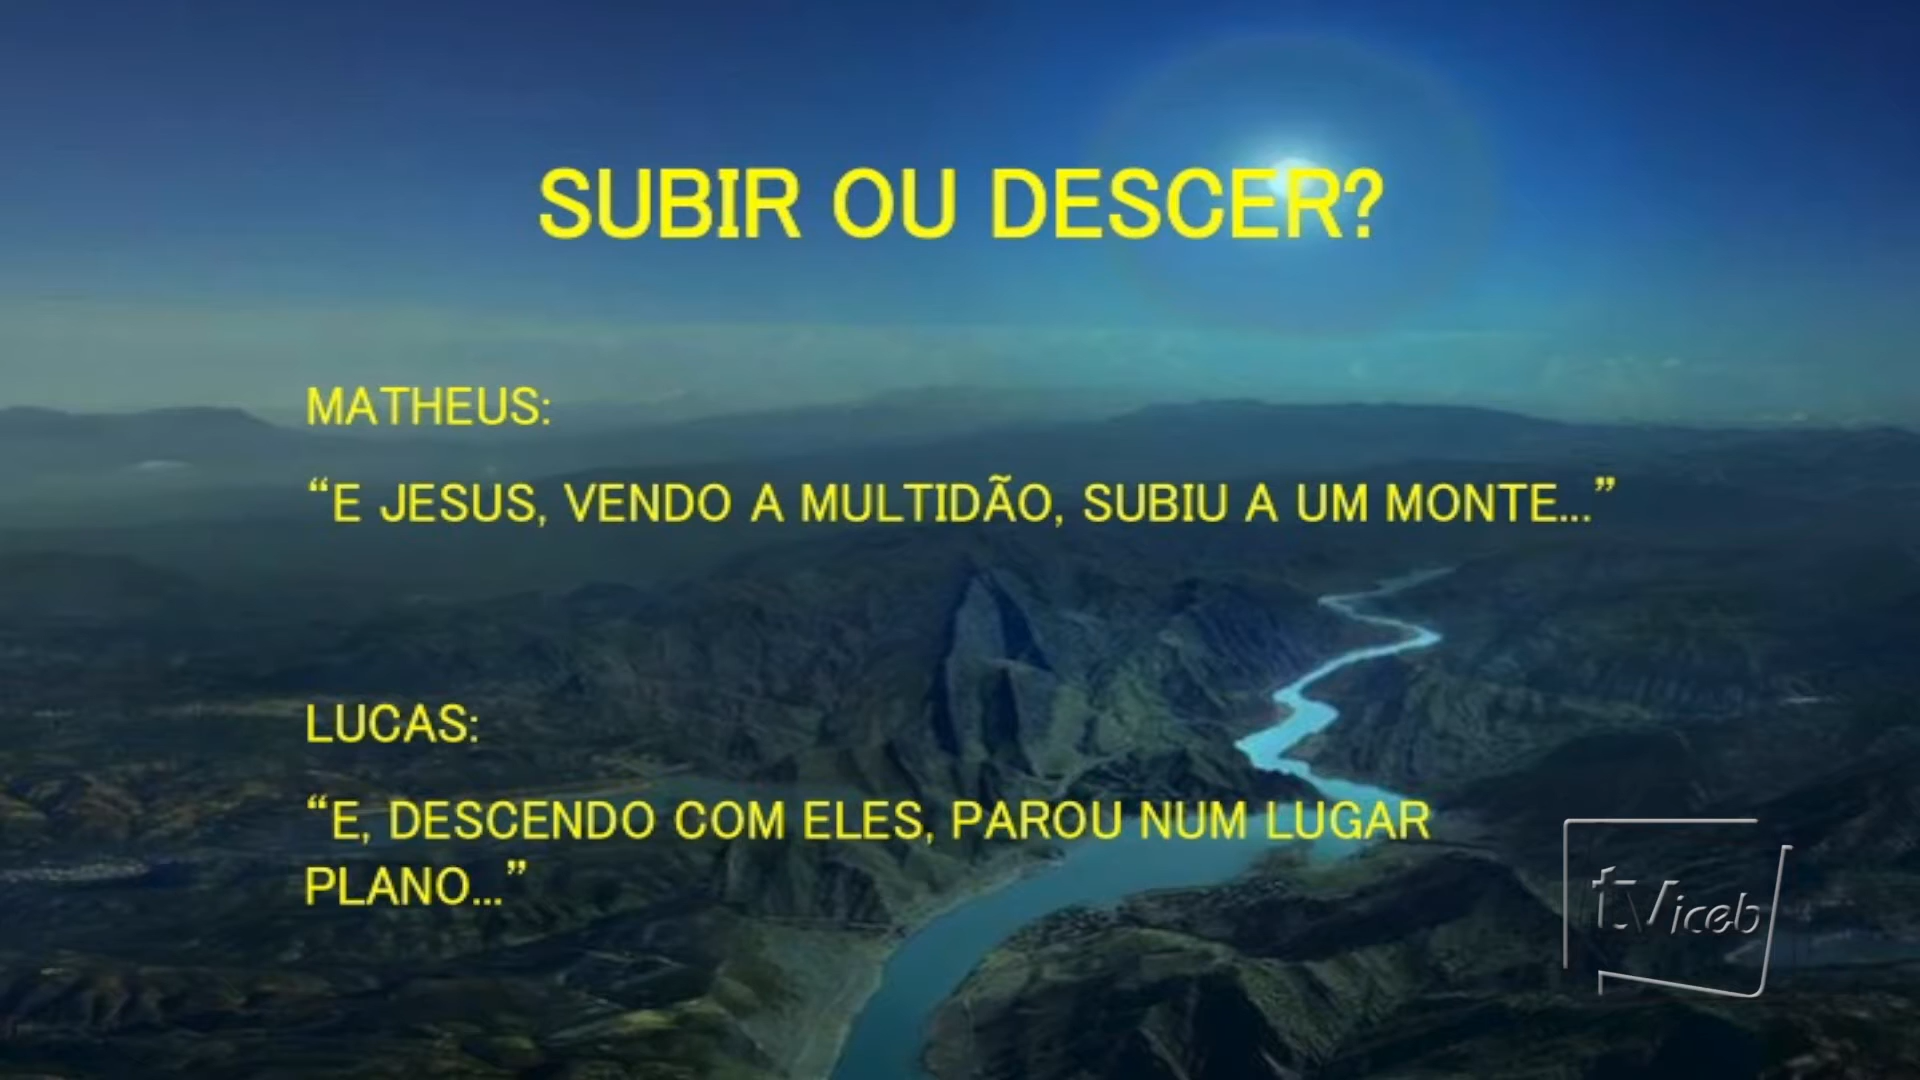 SUBIR OU DESCER?
MATHEUS:
“E JESUS, VENDO A MULTIDÃO, SUBIU A UM MONTE...”
LUCAS:
“E, DESCENDO COM ELES, PAROU NUM LUGAR
PLANO...”
tviceb